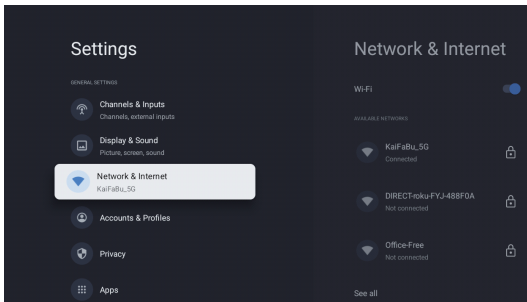 Settings
GENERAL SETTINGS
Channels & Inputs
Channels, external inputs
Display & Sound
Picture, screen, sound
Network & Internet
KaiFaBu_5G
Accounts & Profiles
Privacy
Apps
Network & Internet
Wi-Fi
AVAILABLE NETWORKS
KaiFaBu_5G
Connected
DIRECT-roku-FYJ-488F0A
Not connected
Office-Free
Not connected
See all